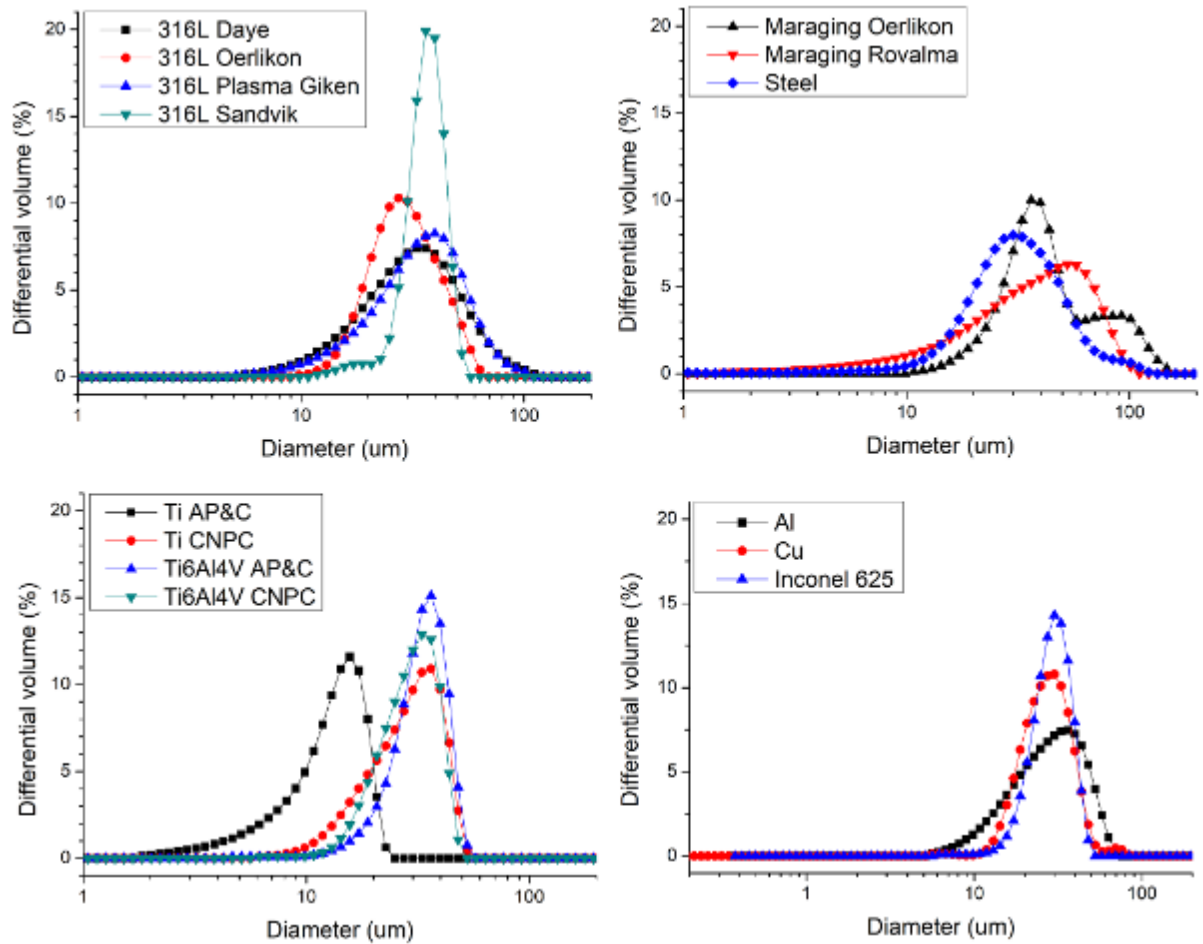 316L Daye
316L Oerlikon
316L Plasma Giken
316L Sandvik
20
15
10
5
0
Differential volume (%)
1
10
100
Diameter (um)
Maraging Oerlikon
Maraging Rovalma
Steel
20
15
10
5
0
Differential volume (%)
1
10
100
Diameter (um)
Ti AP&C
Ti CNPC
Ti6Al4V AP&C
Ti6Al4V CNPC
20
15
10
5
0
Differential volume (%)
1
10
100
Diameter (um)
Al
Cu
Inconel 625
20
15
10
5
0
Differential volume (%)
1
10
100
Diameter (um)